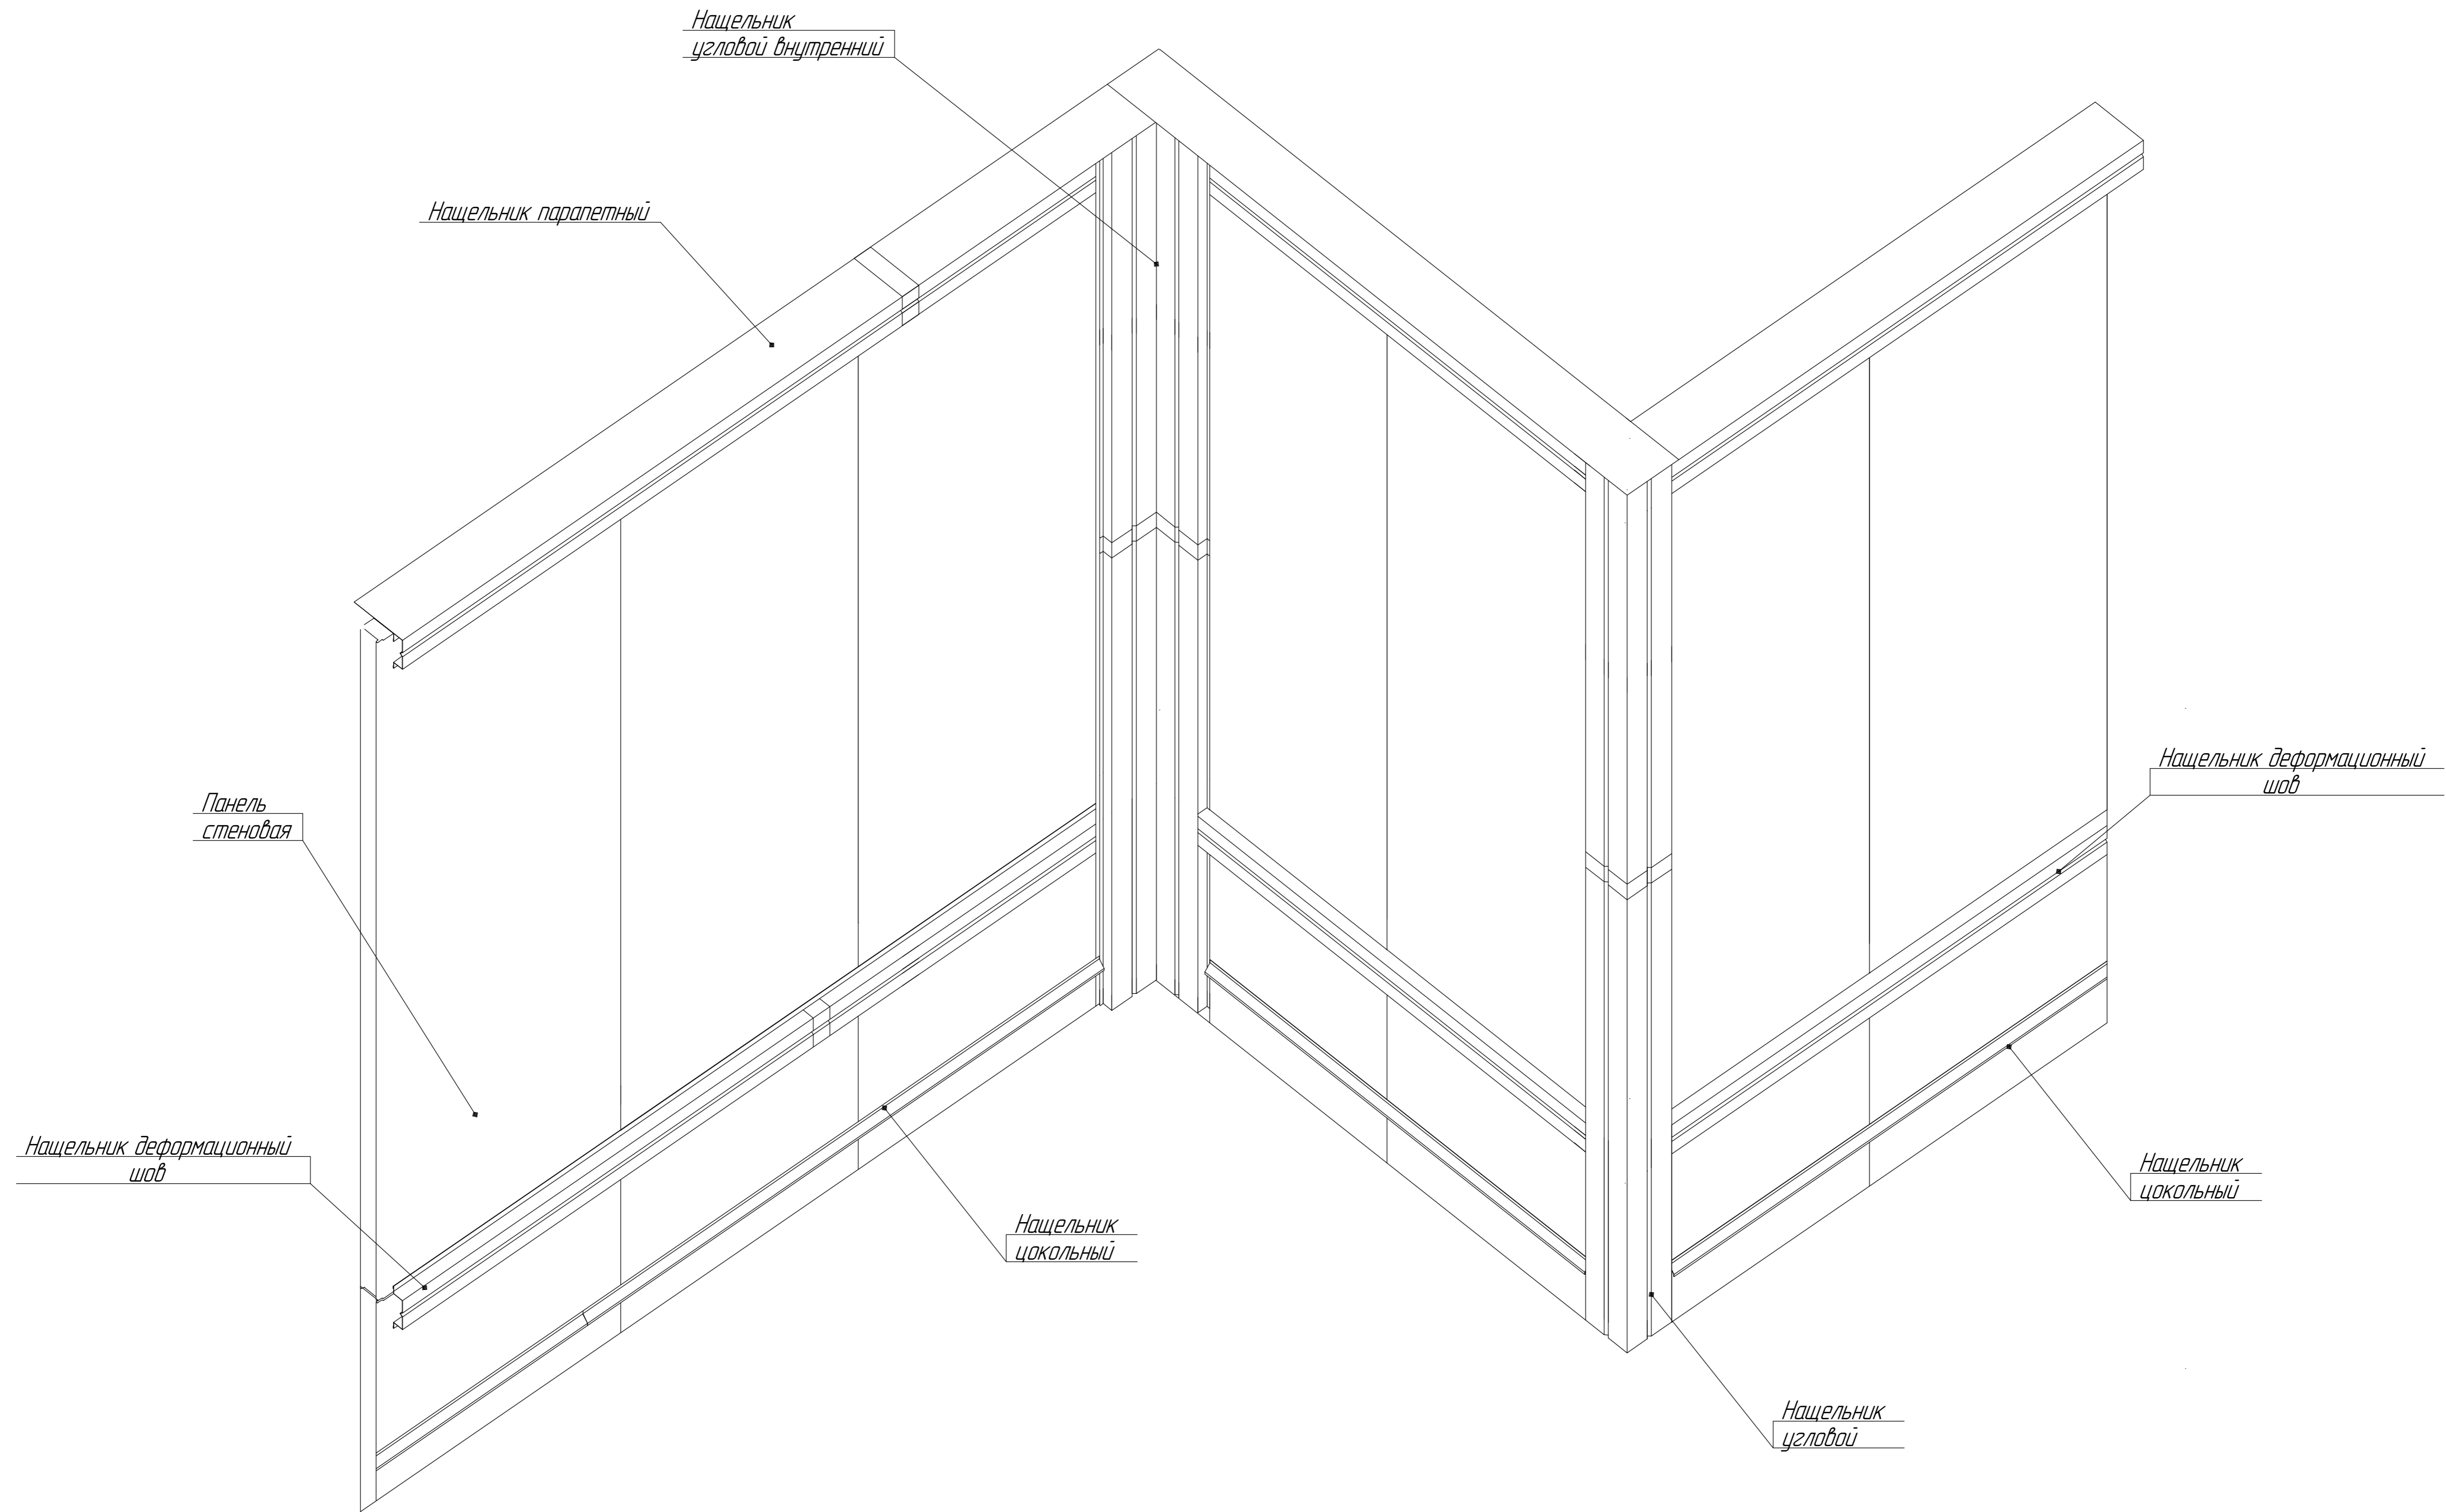 Нащельник
угловой внутренний
Нащельник парапетный
Нащельник деформационный
шов
Панель
стеновая
Нащельник деформационный
шов
Нащельник
цокольный
Нащельник
цокольный
Нащельник
угловой